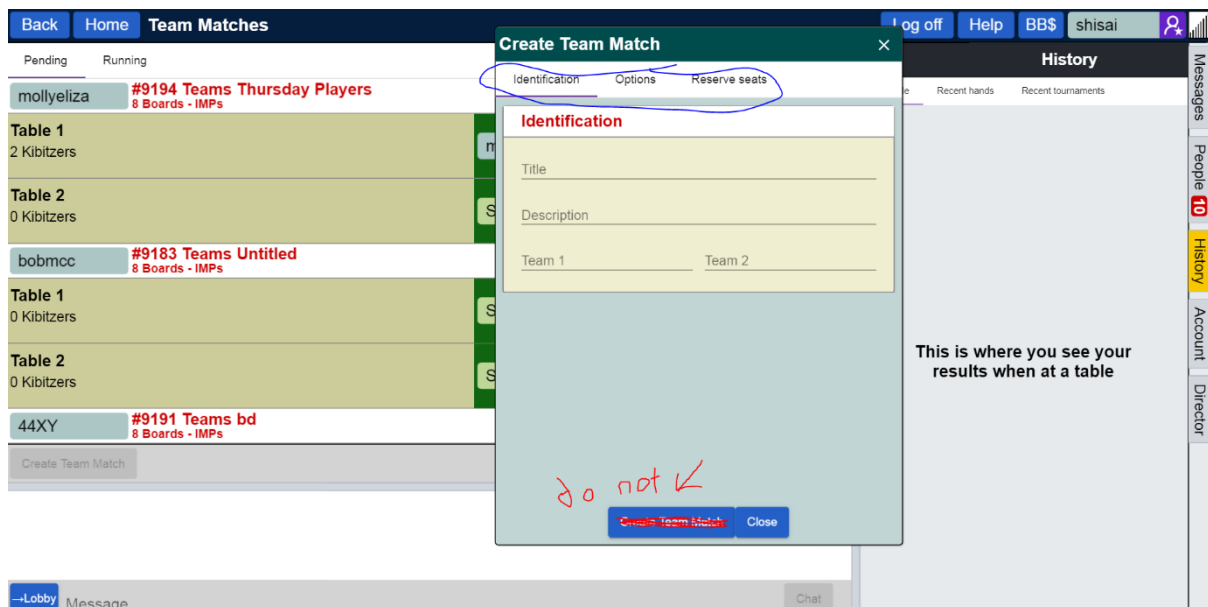 Back Home Team Matches Log off Help BB$ shisai
Pending Running
mollyeliza #9194 Teams Thursday Players
8 Boards - IMPs
Table 1
2 Kibitzers
Table 2
0 Kibitzers
bobmcc #9183 Teams Untitled
8 Boards - IMPs
Table 1
0 Kibitzers
Table 2
0 Kibitzers
44XY #9191 Teams bd
8 Boards - IMPs
Create Team Match
→Lobby Message Chat
Create Team Match ×
Identification Options Reserve seats
Identification
Title
Description
Team 1 Team 2
do not
Create Team Match Close
History
Recent hands Recent tournaments
This is where you see your
results when at a table
Messages
People 10
History
Account
Director